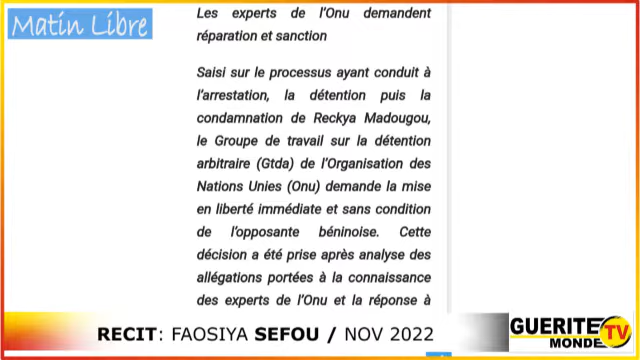 Matin Libre
Les experts de l'Onu demandent
réparation et sanction
Saisi sur le processus ayant conduit à
l'arrestation, la détention puis la
condamnation de Reckya Madougou,
le Groupe de travail sur la détention
arbitraire (Gtda) de l'Organisation des
Nations Unies (Onu) demande la mise
en liberté immédiate et sans condition
de l'opposante béninoise. Cette
décision a été prise après analyse des
allégations portées à la connaissance
des experts de l'Onu et la réponse à
RECIT: FAOSIYA SEFOU / NOV 2022
GUERITE TV
MONDE